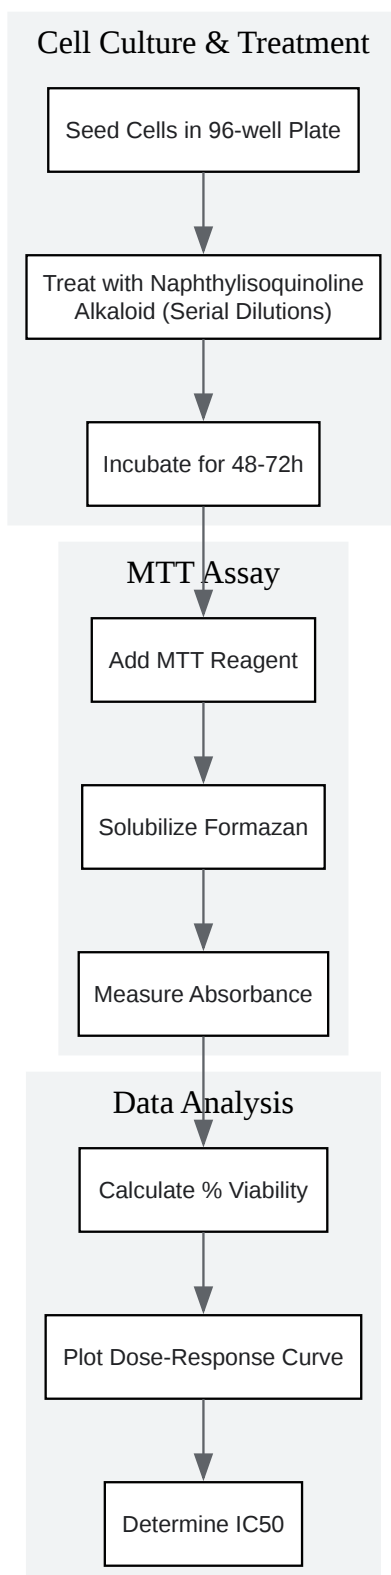 Cell Culture & Treatment
Seed Cells in 96-well Plate
Treat with Naphthylisoquinoline
Alkaloid (Serial Dilutions)
Incubate for 48-72h
MTT Assay
Add MTT Reagent
Solubilize Formazan
Measure Absorbance
Data Analysis
Calculate % Viability
Plot Dose-Response Curve
Determine IC50